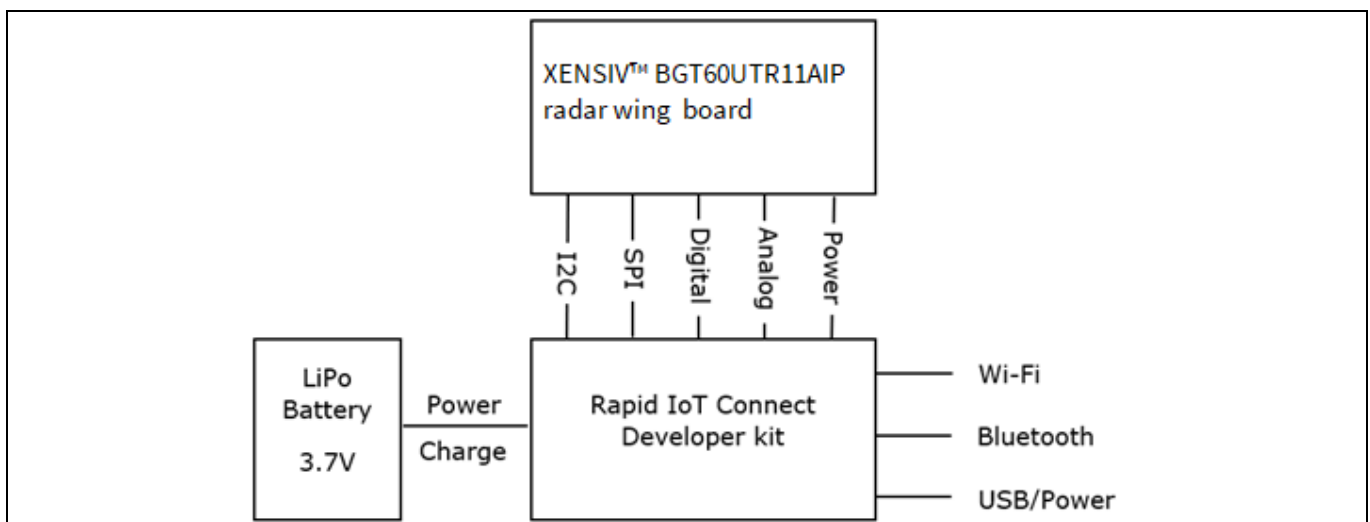 XENSIV™ BGT60UTR11AIP
radar wing board
I2C
SPI
Digital
Analog
Power
LiPo
Battery
3.7V
Power
Charge
Rapid IoT Connect
Developer kit
Wi-Fi
Bluetooth
USB/Power